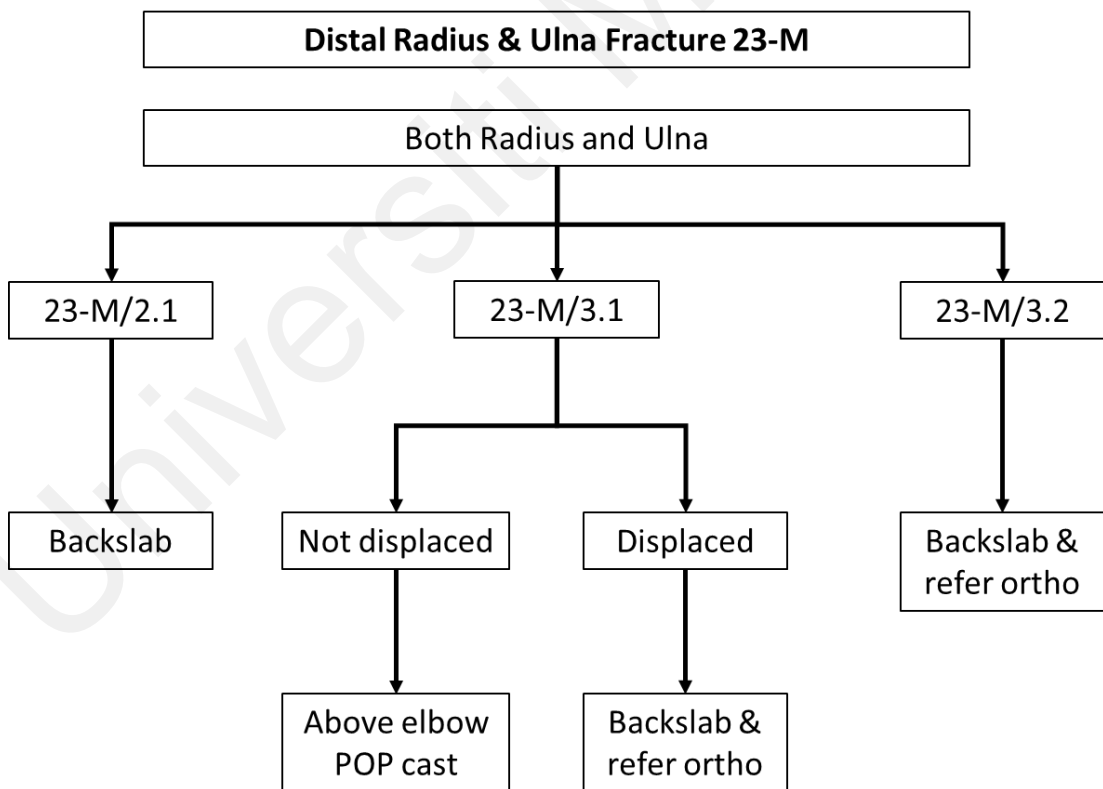 Distal Radius & Ulna Fracture 23-M
Both Radius and Ulna
23-M/2.1
23-M/3.1
23-M/3.2
Backslab
Not displaced
Displaced
Backslab &
refer ortho
Above elbow
POP cast
Backslab &
refer ortho
Universiti M